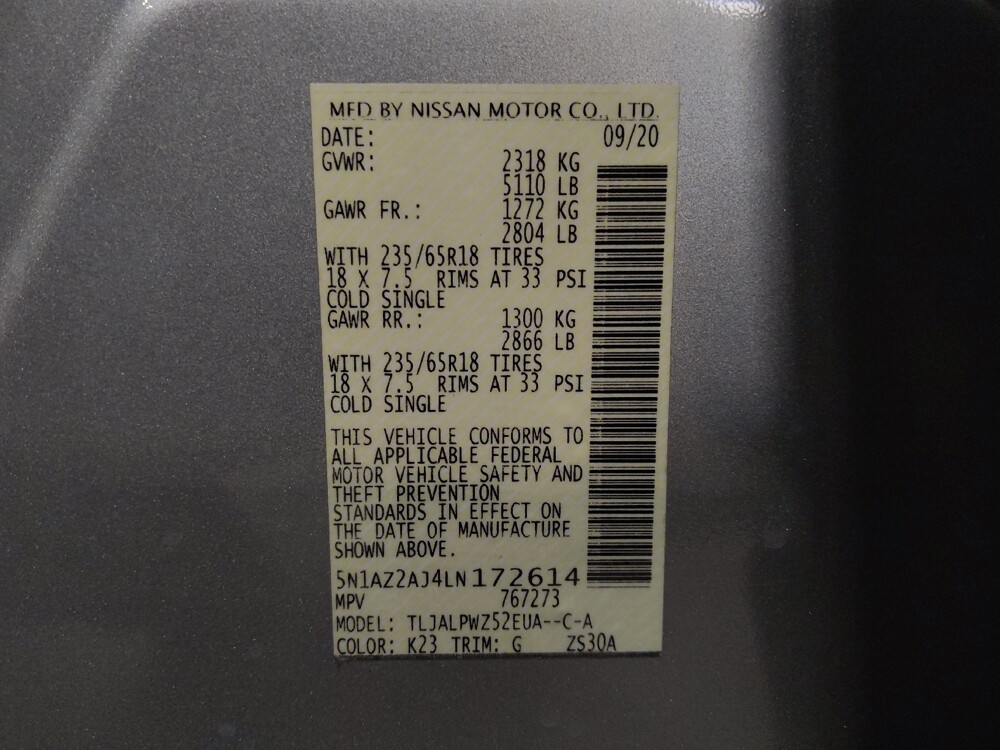 MFD BY NISSAN MOTOR CO., LTD.
DATE: 09/20
GVWR: 2318 KG
5110 LB
GAWR FR.: 1272 KG
2804 LB
WITH 235/65R18 TIRES
18 X 7.5 RIMS AT 33 PSI
COLD SINGLE
GAWR RR.: 1300 KG
2866 LB
WITH 235/65R18 TIRES
18 X 7.5 RIMS AT 33 PSI
COLD SINGLE
THIS VEHICLE CONFORMS TO
ALL APPLICABLE FEDERAL
MOTOR VEHICLE SAFETY AND
THEFT PREVENTION
STANDARDS IN EFFECT ON
THE DATE OF MANUFACTURE
SHOWN ABOVE.
5N1AZ2AJ4LN172614
MPV 767273
MODEL: TLJALPWZ52EUA--C-A
COLOR: K23 TRIM: G ZS30A